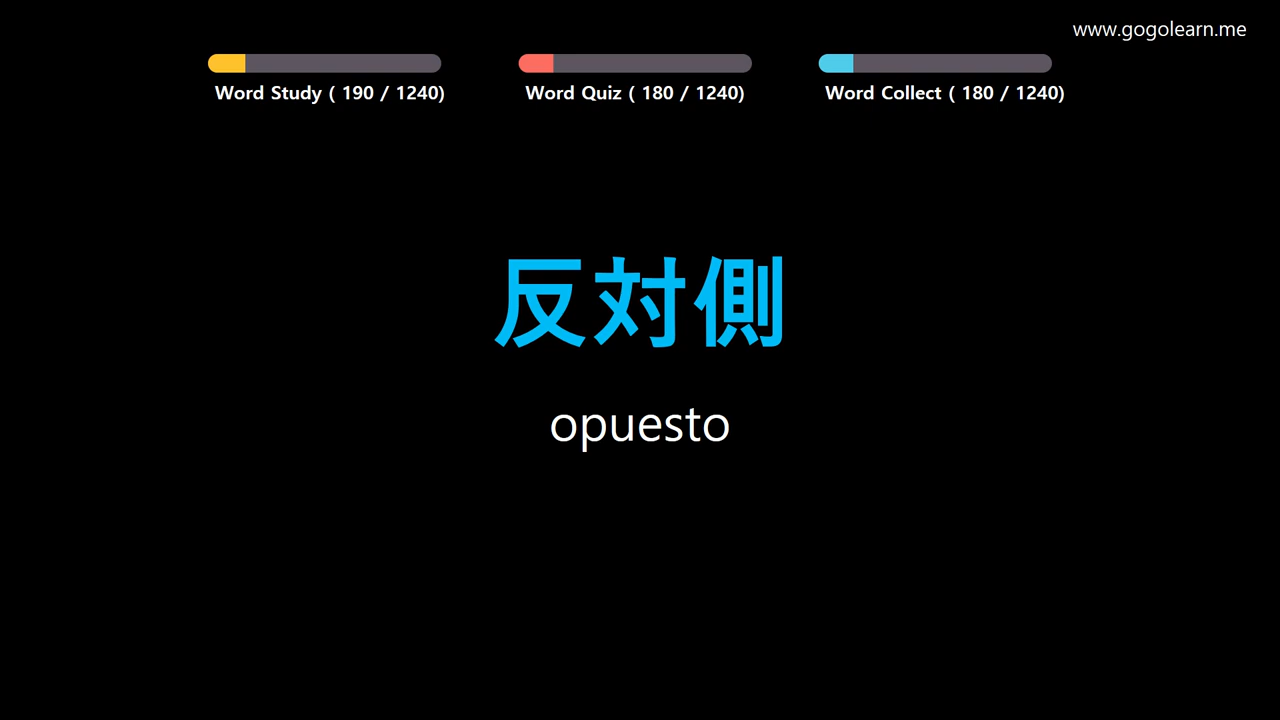 www.gogolearn.me
Word Study ( 190 / 1240)
Word Quiz ( 180 / 1240)
Word Collect ( 180 / 1240)
反対側
opuesto